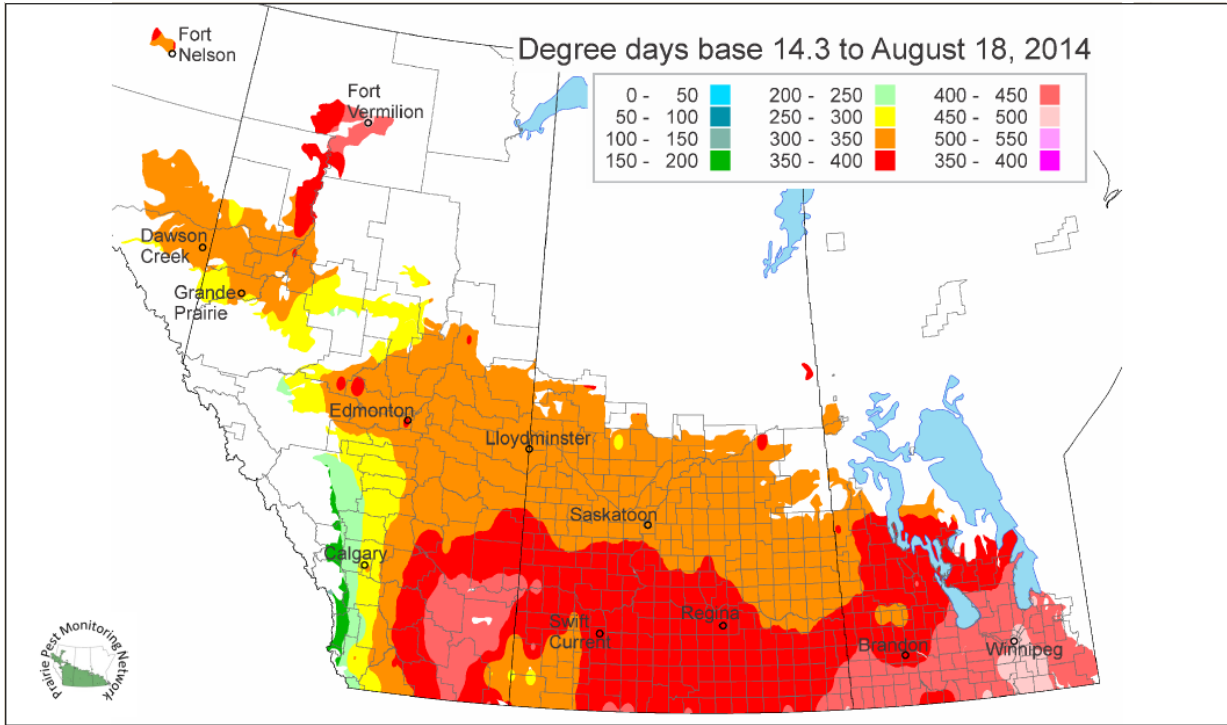 Fort
Nelson
Degree days base 14.3 to August 18, 2014
0 - 50
50 - 100
100 - 150
150 - 200
200 - 250
250 - 300
300 - 350
350 - 400
400 - 450
450 - 500
500 - 550
350 - 400
Fort
Vermilion
Dawson
Creek
Grande
Prairie
Edmonton
Lloydminster
Saskatoon
Calgary
Swift
Current
Regina
Brandon
Winnipeg
Prairie Pest Monitoring Network